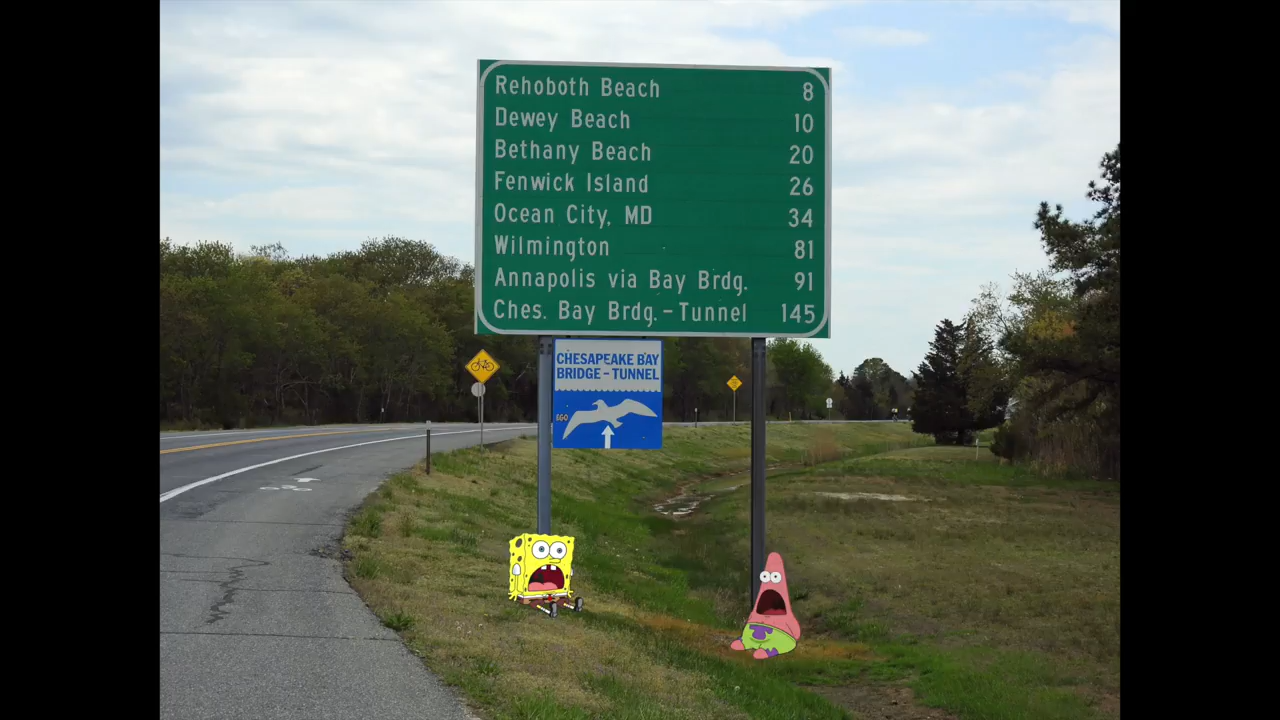 Rehoboth Beach 8
Dewey Beach 10
Bethany Beach 20
Fenwick Island 26
Ocean City, MD 34
Wilmington 81
Annapolis via Bay Brdg. 91
Ches. Bay Brdg. - Tunnel 145
CHESAPEAKE BAY
BRIDGE - TUNNEL